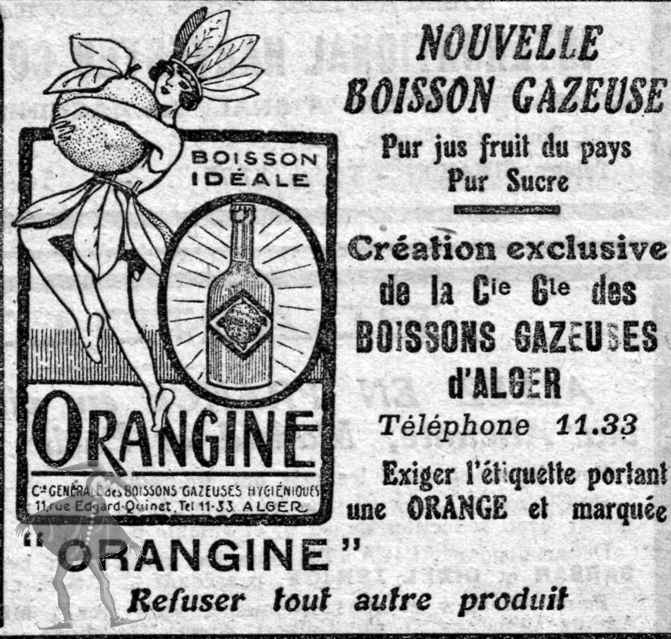 BOISSON
IDÉALE
ORANGINE
Cie GÉNÉRALE des BOISSONS GAZEUSES HYGIÉNIQUES
11, rue Edgard-Quinet, Tel 11-33 ALGER
NOUVELLE
BOISSON GAZEUSE
Pur jus fruit du pays
Pur Sucre
Création exclusive
de la Cie Gle des
BOISSONS GAZEUSES
d'ALGER
Téléphone 11.33
Exiger l'étiquette portant
une ORANGE et marquée
"ORANGINE"
Refuser tout autre produit